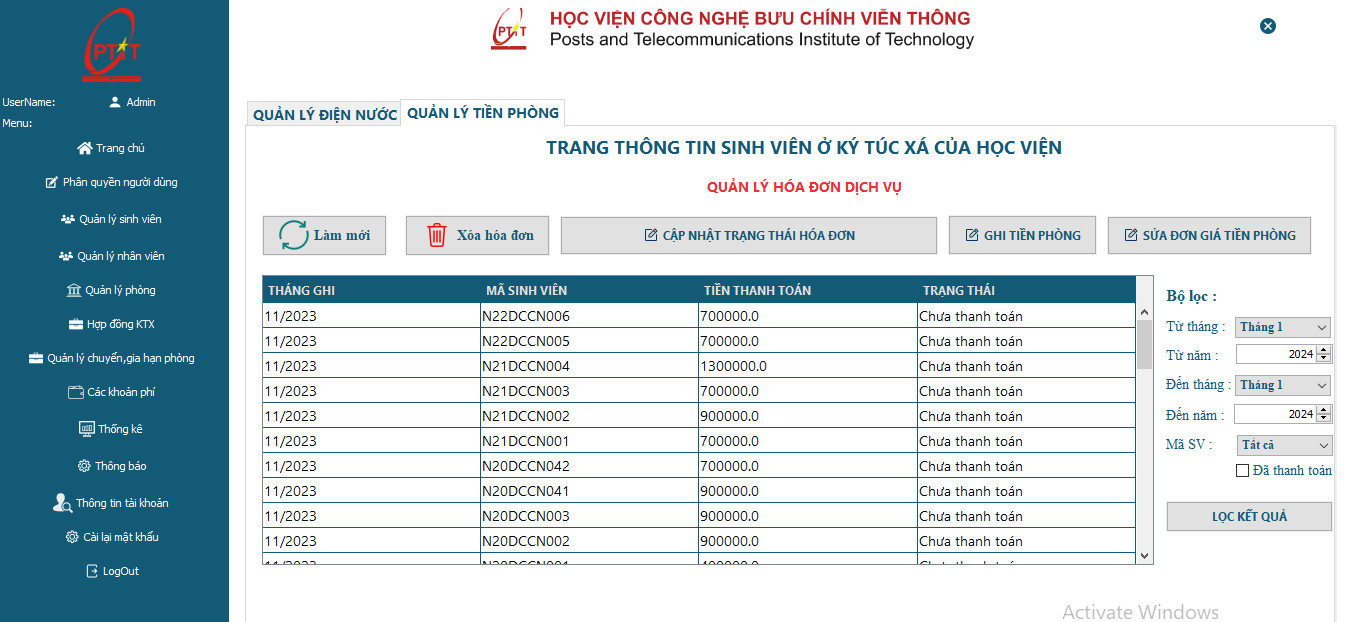 PTIT
UserName: Admin
Menu:
Trang chủ
Phân quyền người dùng
Quản lý sinh viên
Quản lý nhân viên
Quản lý phòng
Hợp đồng KTX
Quản lý chuyển,gia hạn phòng
Các khoản phí
Thống kê
Thông báo
Thông tin tài khoản
Cài lại mật khẩu
LogOut
PTIT
HỌC VIỆN CÔNG NGHỆ BƯU CHÍNH VIỄN THÔNG
Posts and Telecommunications Institute of Technology
QUẢN LÝ ĐIỆN NƯỚC QUẢN LÝ TIỀN PHÒNG
TRANG THÔNG TIN SINH VIÊN Ở KÝ TÚC XÁ CỦA HỌC VIỆN
QUẢN LÝ HÓA ĐƠN DỊCH VỤ
Làm mới Xóa hóa đơn CẬP NHẬT TRẠNG THÁI HÓA ĐƠN GHI TIỀN PHÒNG SỬA ĐƠN GIÁ TIỀN PHÒNG
THÁNG GHI MÃ SINH VIÊN TIỀN THANH TOÁN TRẠNG THÁI
11/2023 N22DCCN006 700000.0 Chưa thanh toán
11/2023 N22DCCN005 700000.0 Chưa thanh toán
11/2023 N21DCCN004 1300000.0 Chưa thanh toán
11/2023 N21DCCN003 700000.0 Chưa thanh toán
11/2023 N21DCCN002 900000.0 Chưa thanh toán
11/2023 N21DCCN001 700000.0 Chưa thanh toán
11/2023 N20DCCN042 700000.0 Chưa thanh toán
11/2023 N20DCCN041 900000.0 Chưa thanh toán
11/2023 N20DCCN003 900000.0 Chưa thanh toán
11/2023 N20DCCN002 900000.0 Chưa thanh toán
Bộ lọc :
Từ tháng : Tháng 1
Từ năm : 2024
Đến tháng : Tháng 1
Đến năm : 2024
Mã SV : Tất cả
Đã thanh toán
LỌC KẾT QUẢ
Activate Windows